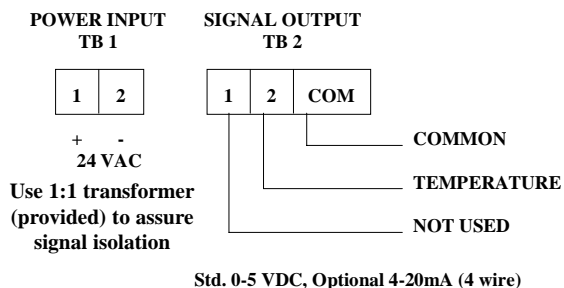 POWER INPUT
TB 1
1 2
+ -
24 VAC
Use 1:1 transformer
(provided) to assure
signal isolation
SIGNAL OUTPUT
TB 2
1 2 COM
COMMON
TEMPERATURE
NOT USED
Std. 0-5 VDC, Optional 4-20mA (4 wire)